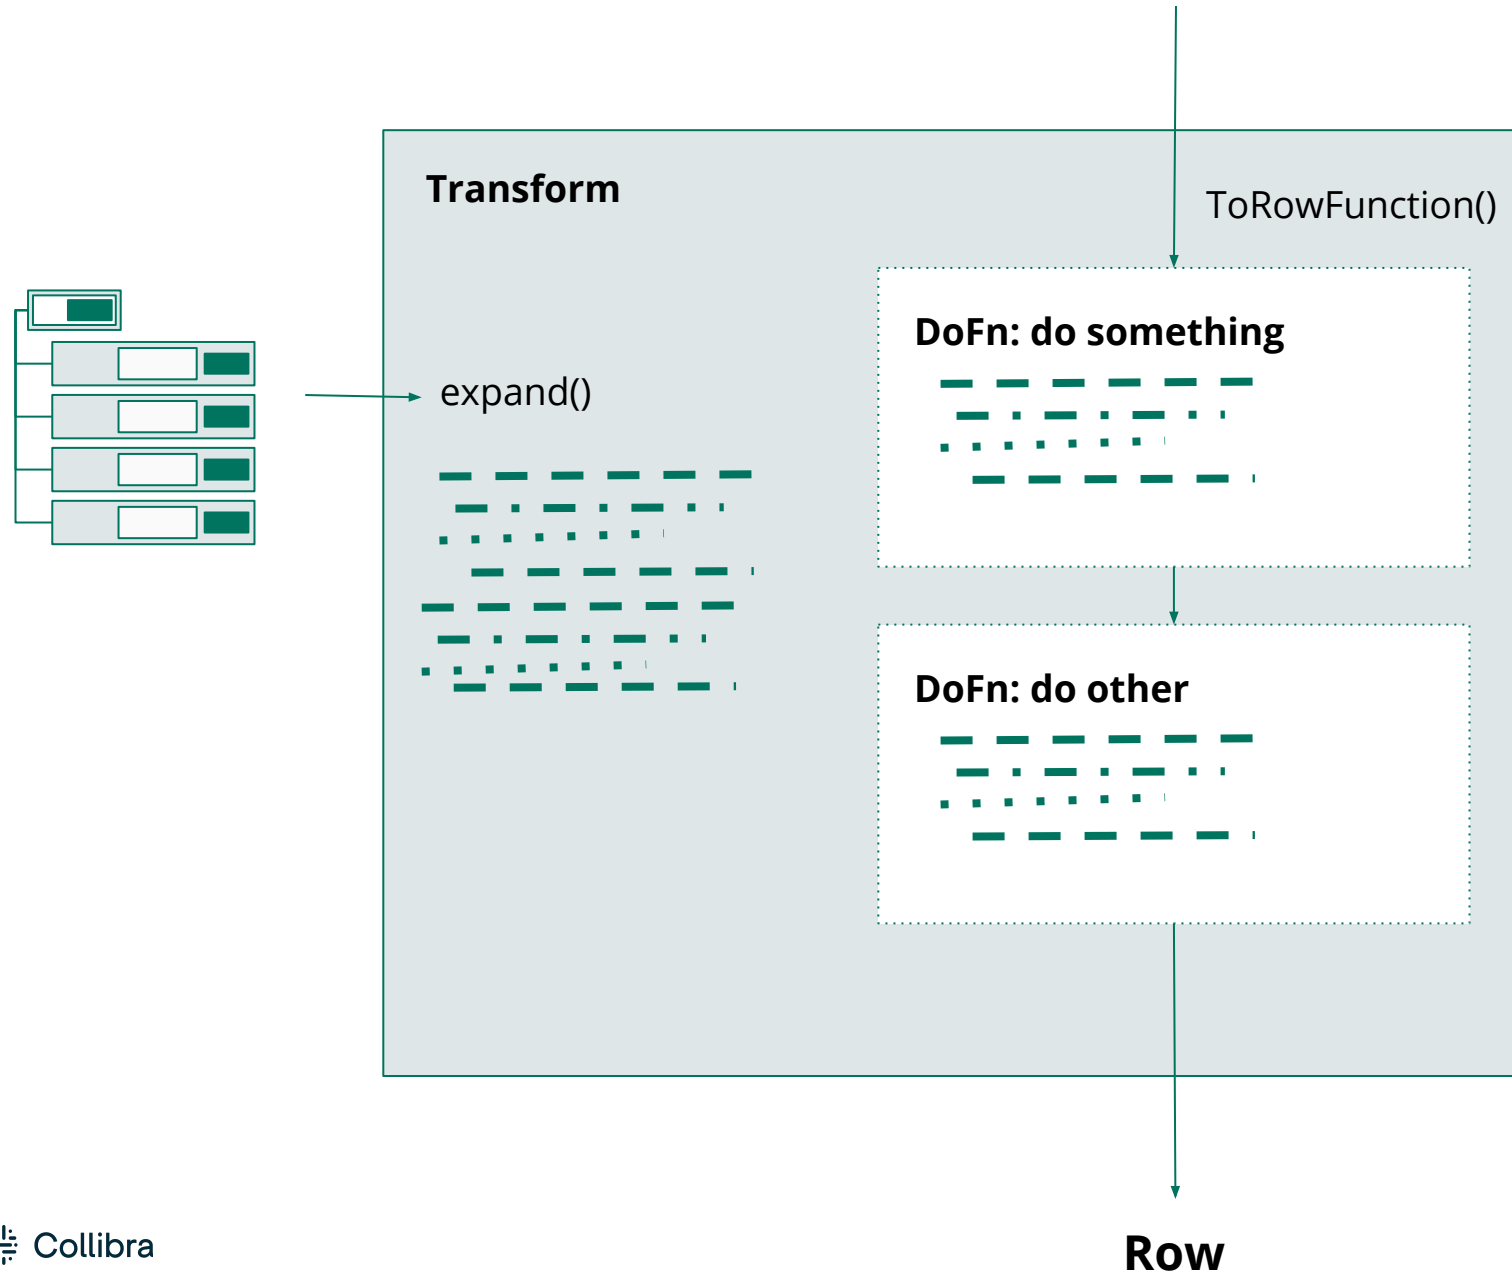 Transform
ToRowFunction()
expand()
DoFn: do something
DoFn: do other
Row
Collibra